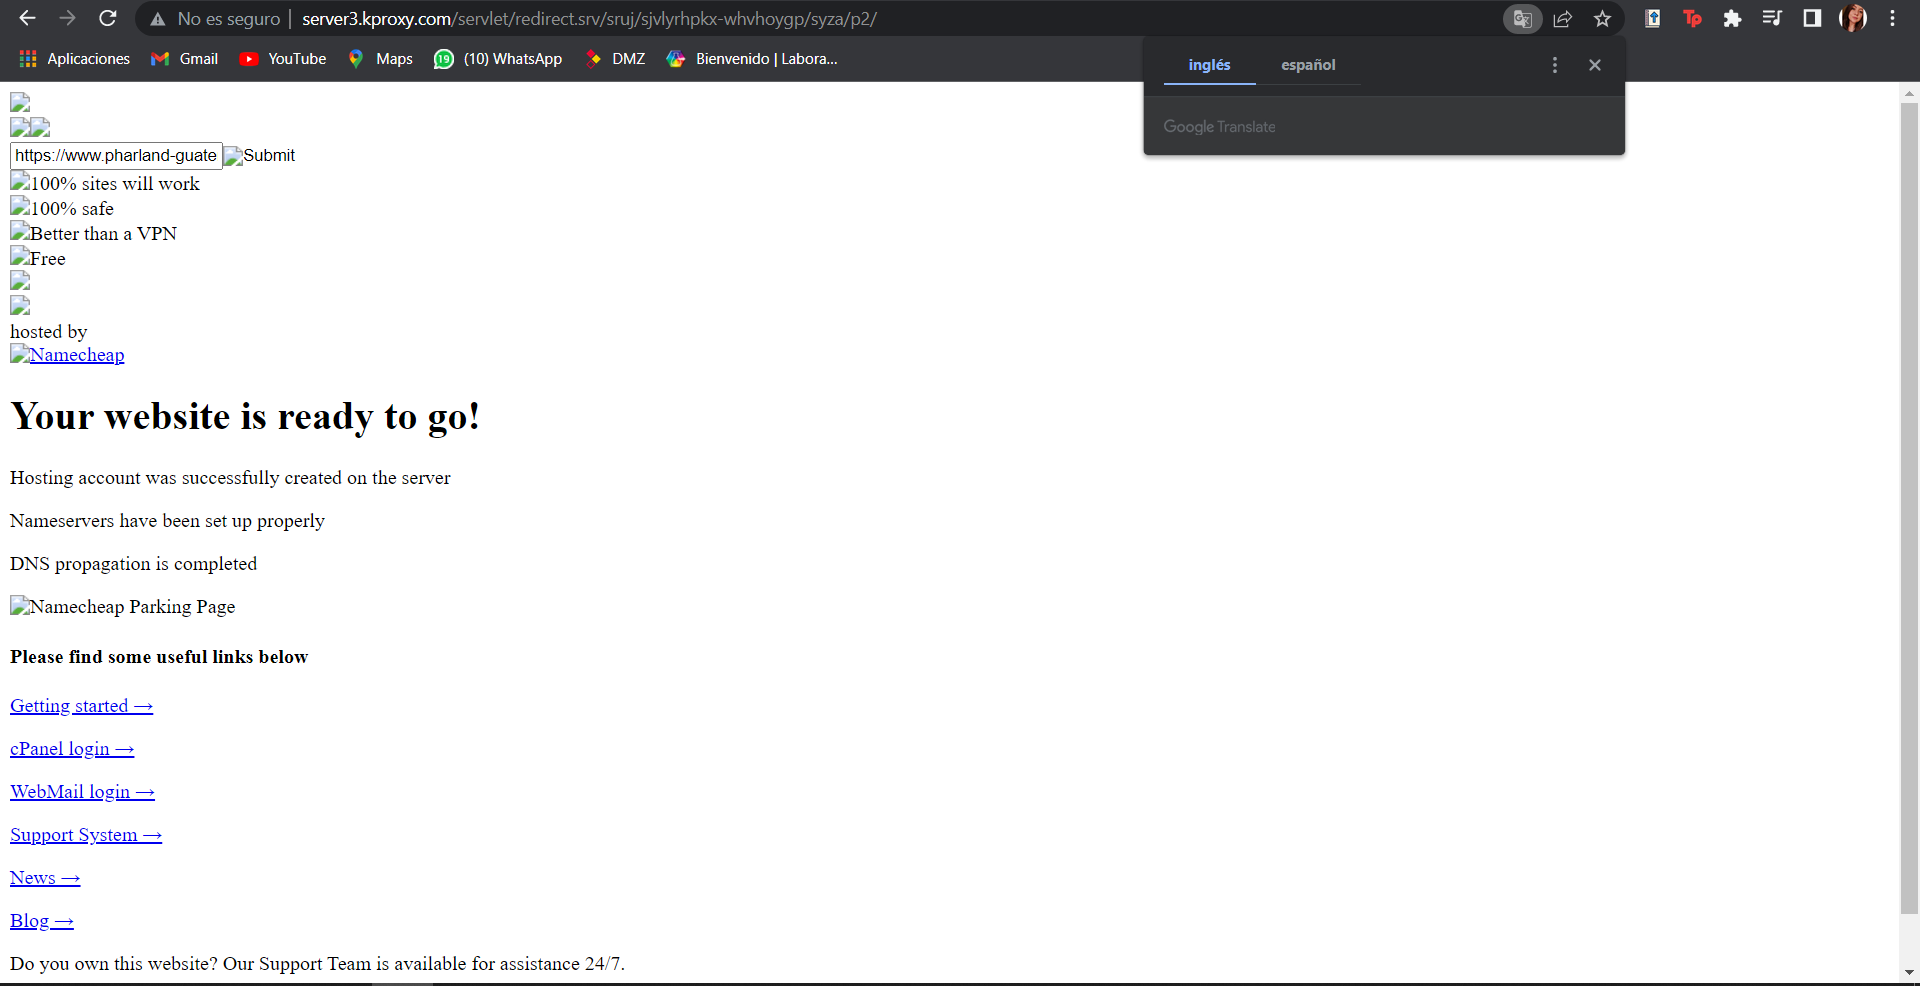 No es seguro | server3.kproxy.com/servlet/redirect.srv/sruj/sjvlyrhpkx-whvhoygp/syza/p2/
Aplicaciones Gmail YouTube Maps 19 (10) WhatsApp DMZ Bienvenido | Labora...
inglés español
Google Translate
https://www.pharland-guate Submit
100% sites will work
100% safe
Better than a VPN
Free
hosted by
Namecheap
Your website is ready to go!
Hosting account was successfully created on the server
Nameservers have been set up properly
DNS propagation is completed
Namecheap Parking Page
Please find some useful links below
Getting started →
cPanel login →
WebMail login →
Support System →
News →
Blog →
Do you own this website? Our Support Team is available for assistance 24/7.